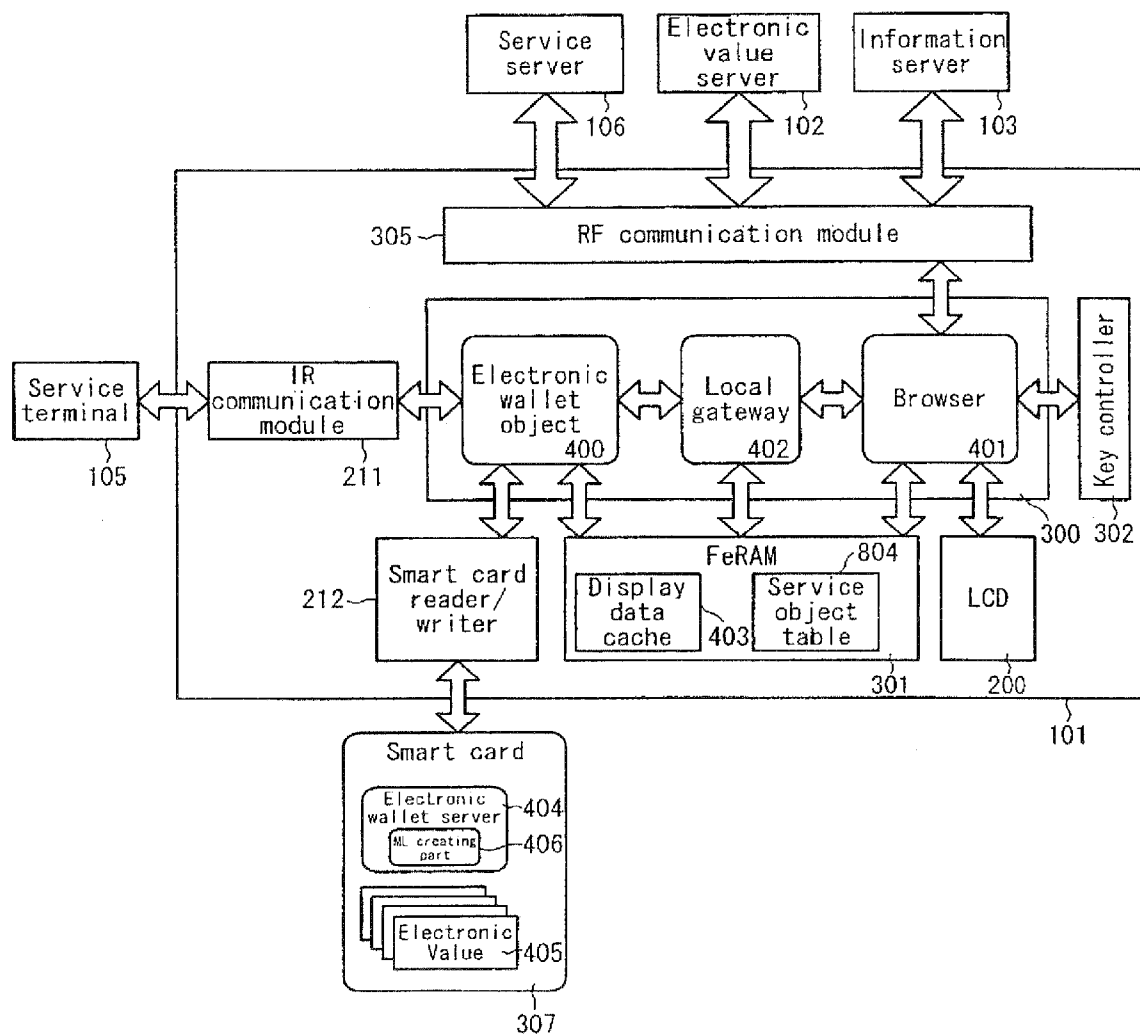 Service
server
106
Electronic
value
server
102
Information
server
103
305
RF communication module
Service
terminal
105
IR
communication
module
211
Electronic
wallet
object
400
Local
gateway
402
Browser
401
Key controller
302
300
212
Smart card
reader/
writer
FeRAM
804
Display
data
cache
403
Service
object
table
301
LCD
200
101
Smart card
Electronic
wallet server
404
ML creating
part
406
Electronic
Value
405
307